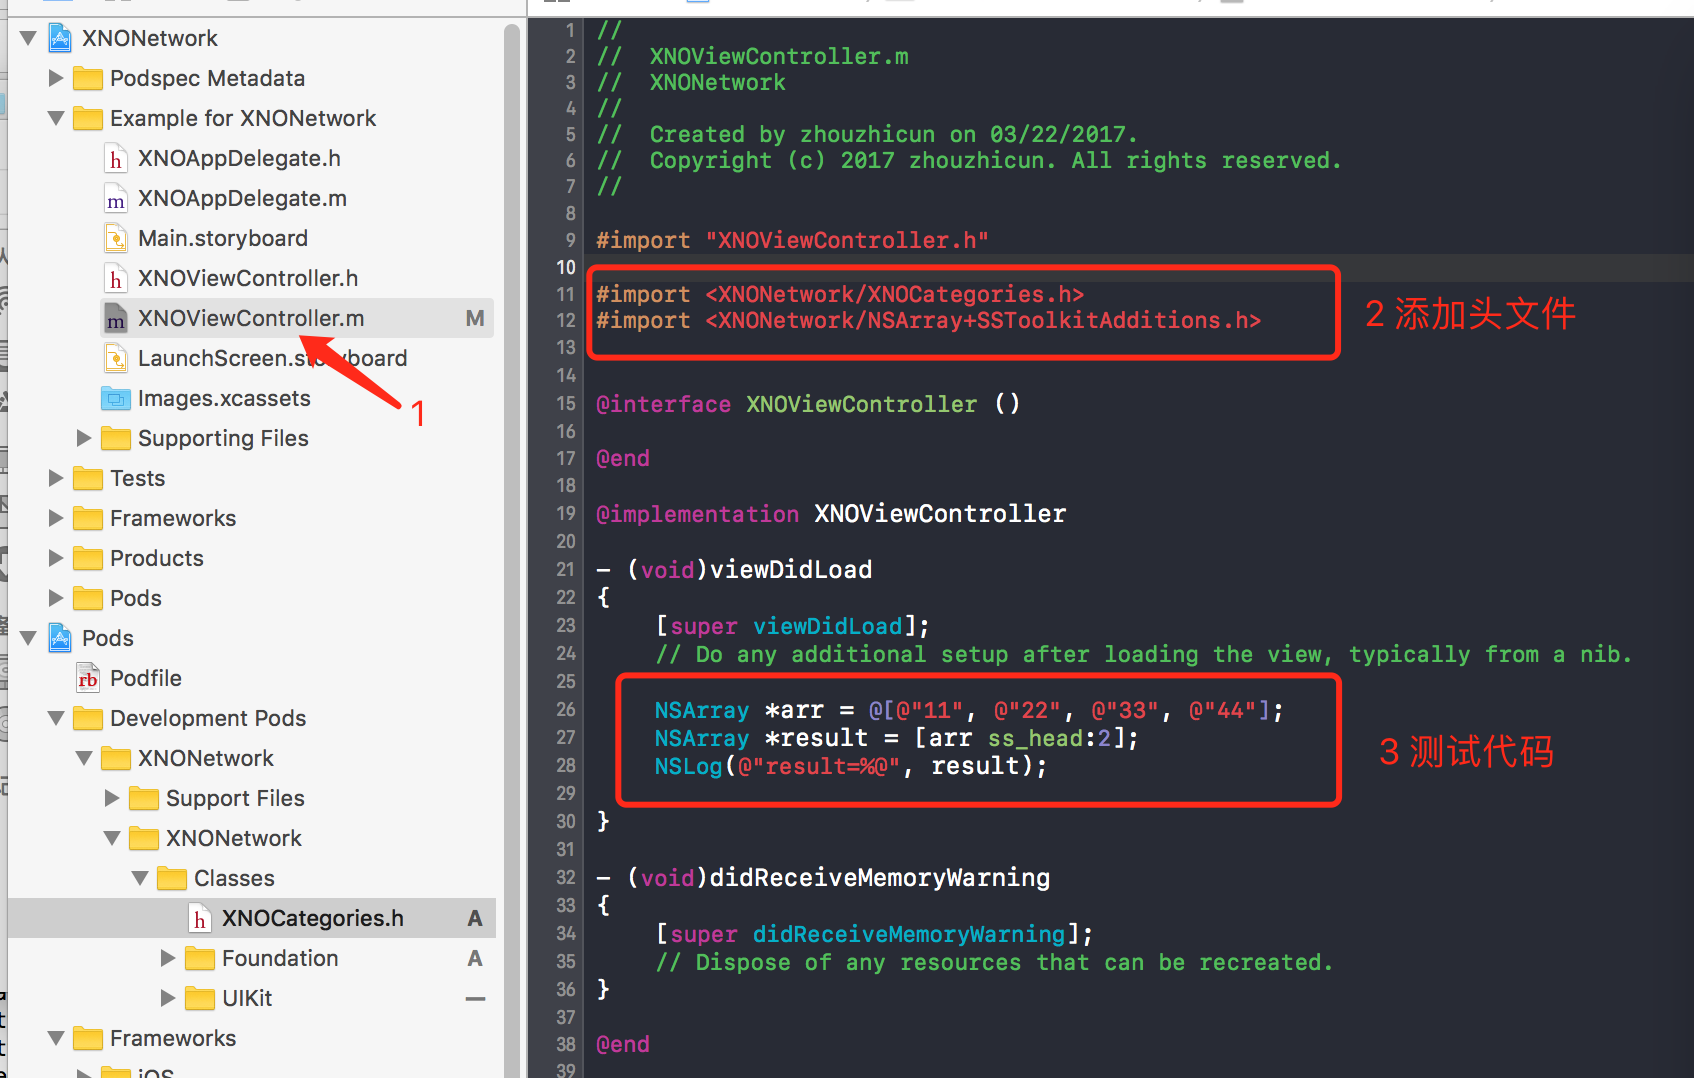 XNONetwork
Podspec Metadata
Example for XNONetwork
h XNOAppDelegate.h
m XNOAppDelegate.m
Main.storyboard
h XNOViewController.h
m XNOViewController.m M
LaunchScreen.storyboard
Images.xcassets
1
Supporting Files
Tests
Frameworks
Products
Pods
Pods
rb Podfile
Development Pods
XNONetwork
Support Files
XNONetwork
Classes
h XNOCategories.h A
Foundation A
UIKit —
Frameworks
iOS
1 //
2 //  XNOViewController.m
3 //  XNONetwork
4 //
5 //  Created by zhouzhicun on 03/22/2017.
6 //  Copyright (c) 2017 zhouzhicun. All rights reserved.
7 //
8
9 #import "XNOViewController.h"
10
11 #import <XNONetwork/XNOCategories.h>
12 #import <XNONetwork/NSArray+SSToolkitAdditions.h>
2 添加头文件
13
14
15 @interface XNOViewController ()
16
17 @end
18
19 @implementation XNOViewController
20
21 - (void)viewDidLoad
22 {
23     [super viewDidLoad];
24     // Do any additional setup after loading the view, typically from a nib.
25
26     NSArray *arr = @[@"11", @"22", @"33", @"44"];
27     NSArray *result = [arr ss_head:2];
28     NSLog(@"result=%@", result);
3 测试代码
29
30 }
31
32 - (void)didReceiveMemoryWarning
33 {
34     [super didReceiveMemoryWarning];
35     // Dispose of any resources that can be recreated.
36 }
37
38 @end
39